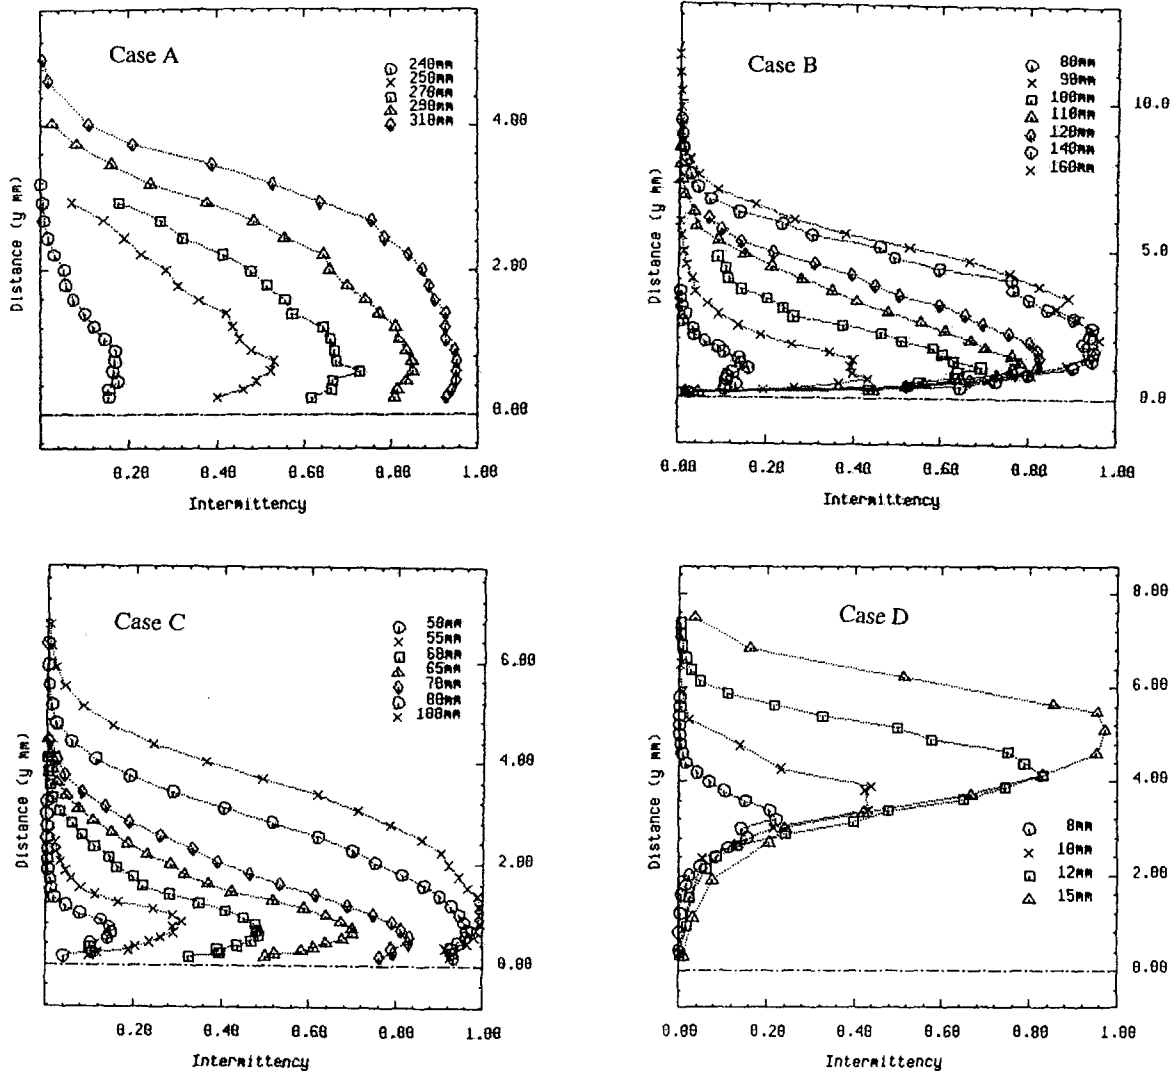 Case A
240mm
250mm
270mm
290mm
310mm
4.00
2.00
0.00
Distance (y mm)
0.20
0.40
0.60
0.80
1.00
Intermittency
Case B
80mm
90mm
100mm
110mm
120mm
140mm
160mm
10.0
5.0
0.0
Distance (y mm)
0.00
0.20
0.40
0.60
0.80
1.00
Intermittency
Case C
50mm
55mm
60mm
65mm
70mm
80mm
100mm
6.00
4.00
2.00
0.00
Distance (y mm)
0.20
0.40
0.60
0.80
1.00
Intermittency
Case D
8mm
10mm
12mm
15mm
8.00
6.00
4.00
2.00
0.00
Distance (y mm)
0.00
0.20
0.40
0.60
0.80
1.00
Intermittency